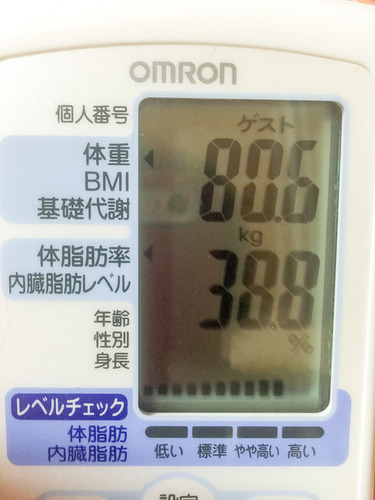 OMRON
個人番号
ゲスト
体重
BMI
基礎代謝
80.6
kg
体脂肪率
内臓脂肪レベル
38.8
%
年齢
性別
身長
レベルチェック
体脂肪
内臓脂肪
低い 標準 やや高い 高い
設定